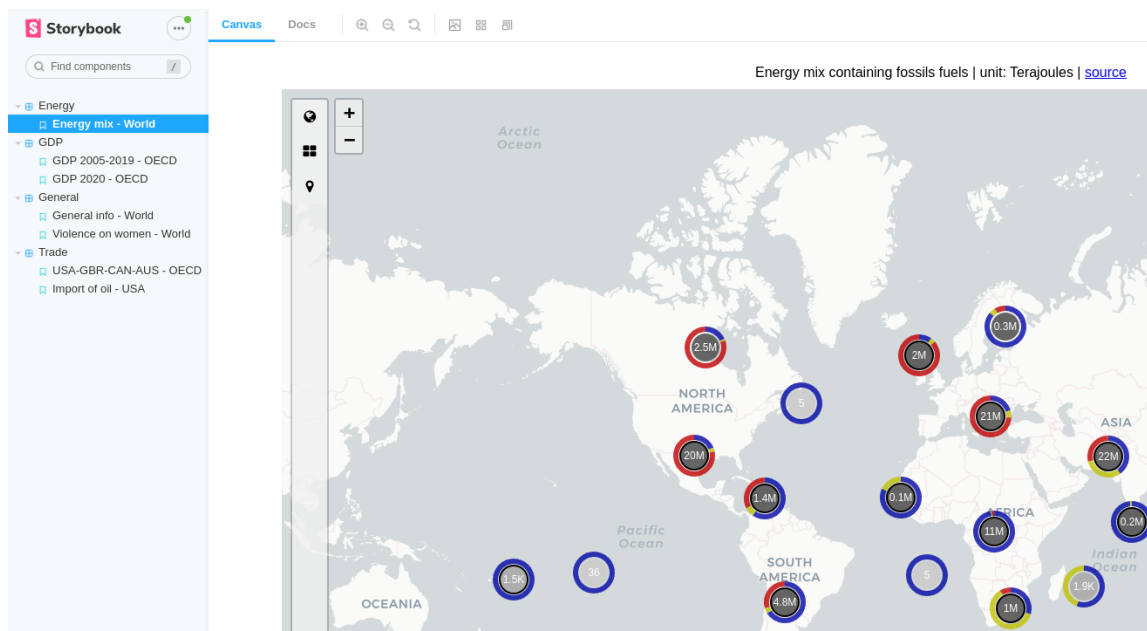 Storybook
Find components /
Energy
Energy mix - World
GDP
GDP 2005-2019 - OECD
GDP 2020 - OECD
General
General info - World
Violence on women - World
Trade
USA-GBR-CAN-AUS - OECD
Import of oil - USA
Canvas Docs
Energy mix containing fossils fuels | unit: Terajoules | source
+
−
Arctic
Ocean
0.3M
2.5M
2M
NORTH
AMERICA
5
21M
ASIA
20M
22M
1.4M
0.1M
AFRICA
0.2M
11M
Pacific
Ocean
Indian
Ocean
SOUTH
AMERICA
1.5K
36
5
1.9K
OCEANIA
4.8M
1M